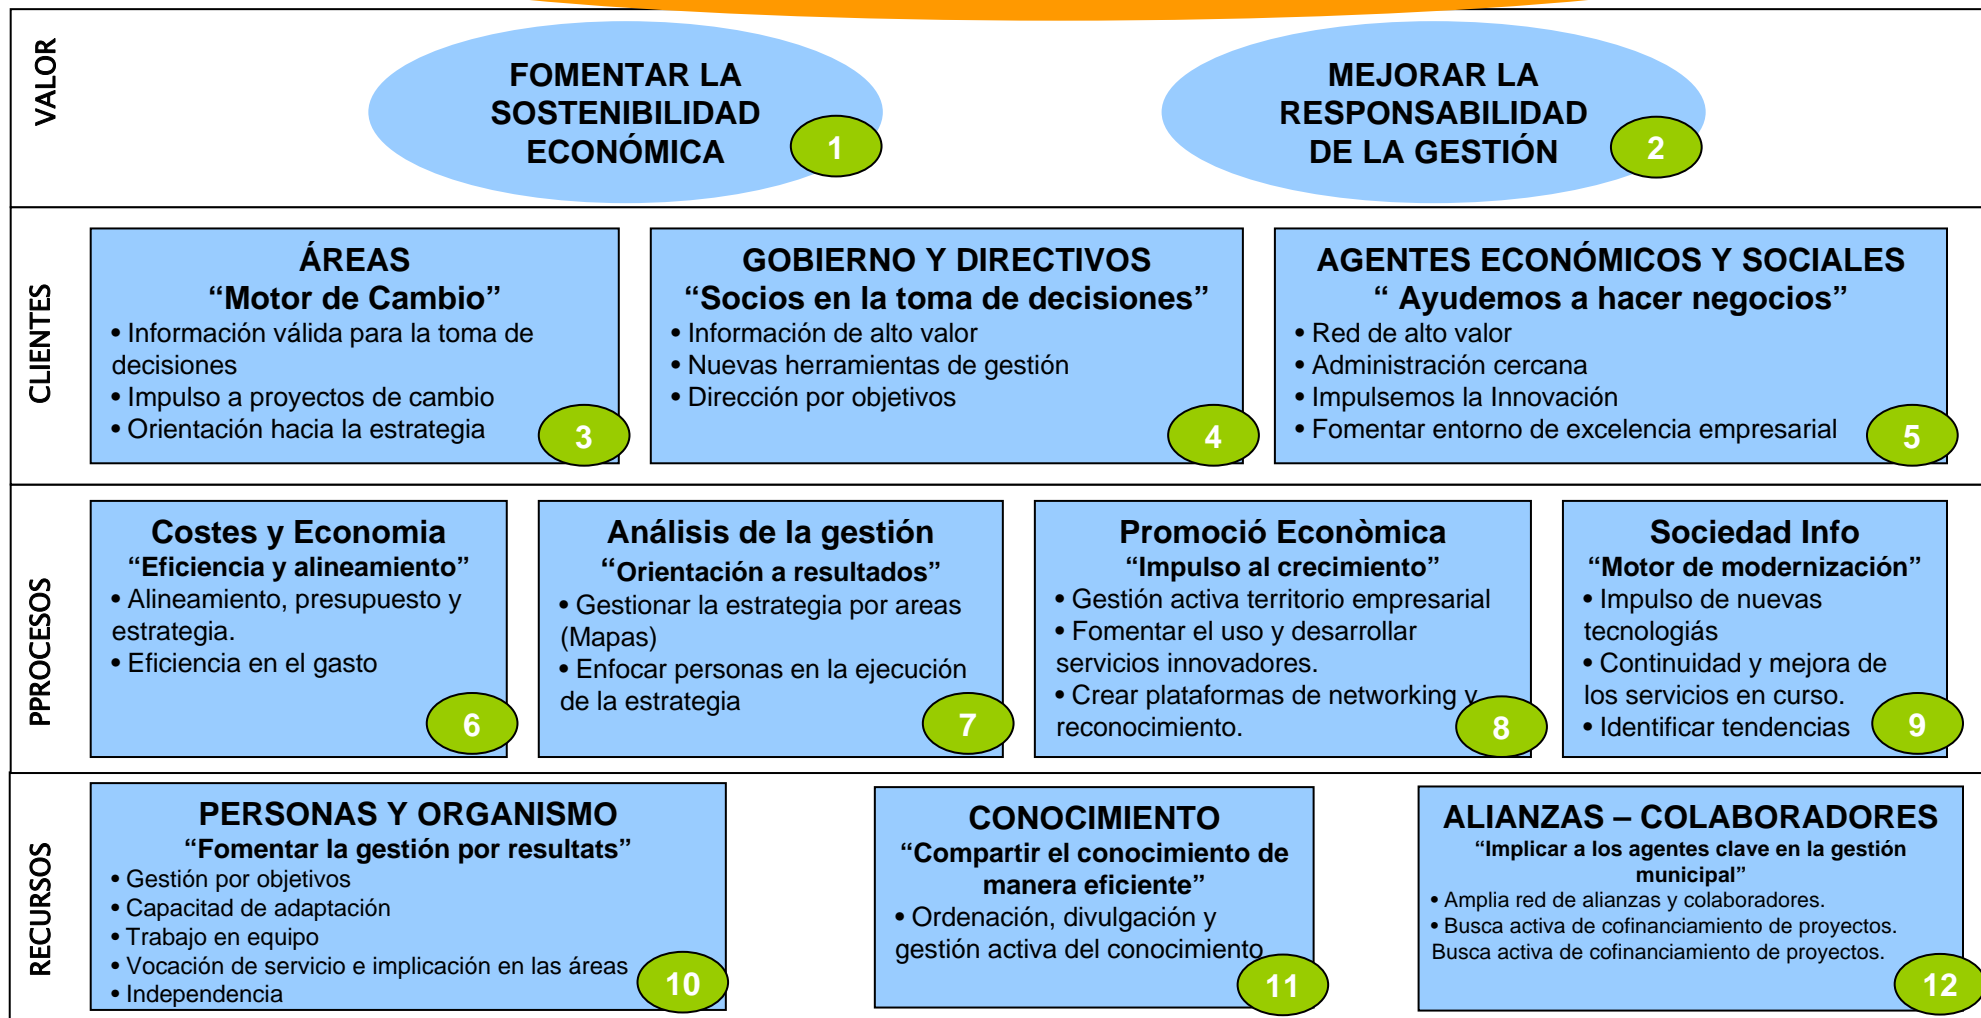 VALOR
FOMENTAR LA
SOSTENIBILIDAD
ECONÓMICA
1
MEJORAR LA
RESPONSABILIDAD
DE LA GESTIÓN
2
CLIENTES
ÁREAS
“Motor de Cambio”
• Información válida para la toma de
decisiones
• Impulso a proyectos de cambio
• Orientación hacia la estrategia
3
GOBIERNO Y DIRECTIVOS
“Socios en la toma de decisiones”
• Información de alto valor
• Nuevas herramientas de gestión
• Dirección por objetivos
4
AGENTES ECONÓMICOS Y SOCIALES
“ Ayudemos a hacer negocios”
• Red de alto valor
• Administración cercana
• Impulsemos la Innovación
• Fomentar entorno de excelencia empresarial
5
PPROCESOS
Costes y Economia
“Eficiencia y alineamiento”
• Alineamiento, presupuesto y
estrategia.
• Eficiencia en el gasto
6
Análisis de la gestión
“Orientación a resultados”
• Gestionar la estrategia por areas
(Mapas)
• Enfocar personas en la ejecución
de la estrategia
7
Promoció Econòmica
“Impulso al crecimiento”
• Gestión activa territorio empresarial
• Fomentar el uso y desarrollar
servicios innovadores.
• Crear plataformas de networking y
reconocimiento.
8
Sociedad Info
“Motor de modernización”
• Impulso de nuevas
tecnologiás
• Continuidad y mejora de
los servicios en curso.
• Identificar tendencias
9
RECURSOS
PERSONAS Y ORGANISMO
“Fomentar la gestión por resultats”
• Gestión por objetivos
• Capacitad de adaptación
• Trabajo en equipo
• Vocación de servicio e implicación en las áreas
• Independencia
10
CONOCIMIENTO
“Compartir el conocimiento de
manera eficiente”
• Ordenación, divulgación y
gestión activa del conocimiento
11
ALIANZAS – COLABORADORES
“Implicar a los agentes clave en la gestión
municipal”
• Amplia red de alianzas y colaboradores.
• Busca activa de cofinanciamiento de proyectos.
Busca activa de cofinanciamiento de proyectos.
12